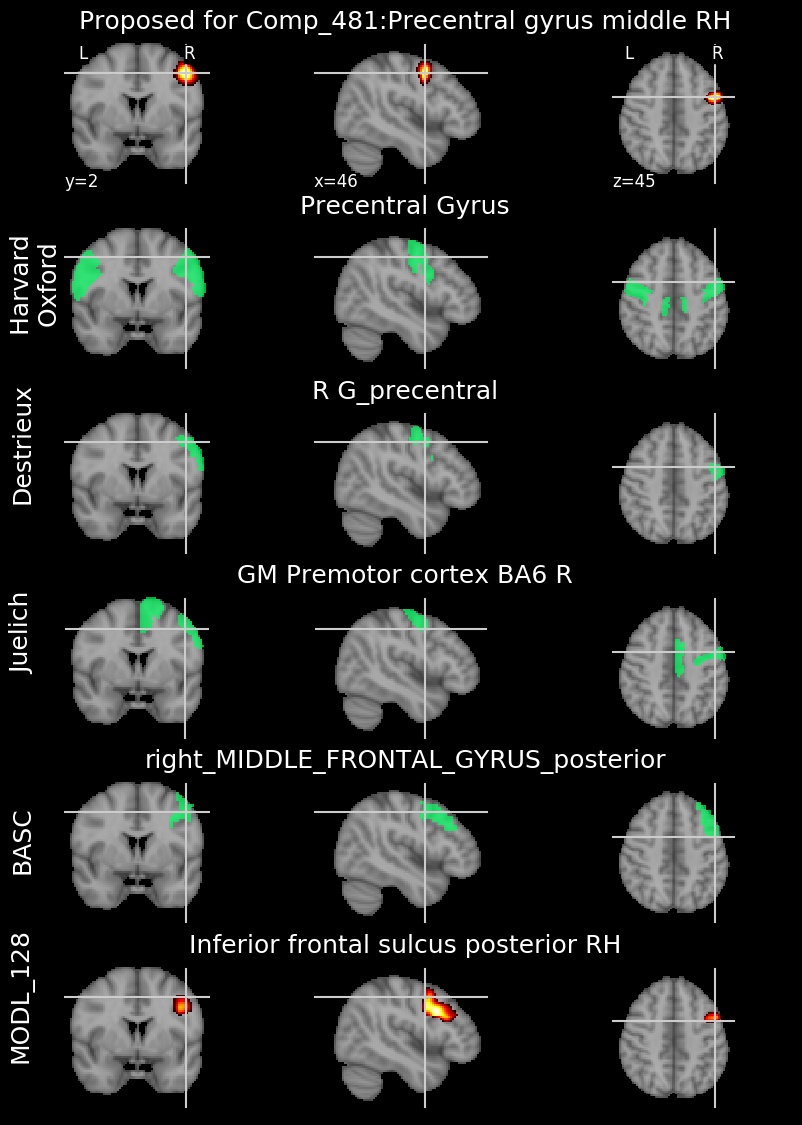 Proposed for Comp_481:Precentral gyrus middle RH
L R L R
y=2 x=46 z=45
Precentral Gyrus
Harvard
Oxford
R G_precentral
Destrieux
GM Premotor cortex BA6 R
Juelich
right_MIDDLE_FRONTAL_GYRUS_posterior
BASC
Inferior frontal sulcus posterior RH
MODL_128